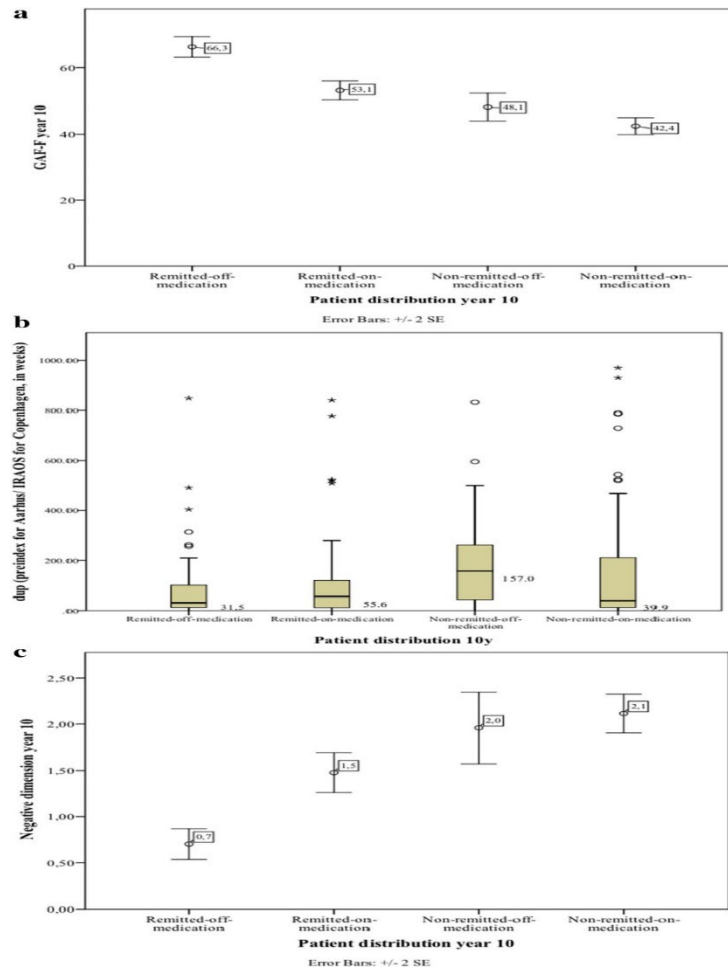 a
GAF-F year 10
60
40
20
0
66,3
53,1
48,1
42,4
Remitted-off-medication
Remitted-on-medication
Non-remitted-off-medication
Non-remitted-on-medication
Patient distribution year 10
Error Bars: +/- 2 SE
b
dup (preindex for Aarhus/ IRAOS for Copenhagen, in weeks)
1000.00
800.00
600.00
400.00
200.00
.00
31.5
55.6
157.0
39.9
Remitted-off-medication
Remitted-on-medication
Non-remitted-off-medication
Non-remitted-on-medication
Patient distribution 10y
c
Negative dimension year 10
2,50
2,00
1,50
1,00
0,50
0,00
0,7
1,5
2,0
2,1
Remitted-off-medication
Remitted-on-medication
Non-remitted-off-medication
Non-remitted-on-medication
Patient distribution year 10
Error Bars: +/- 2 SE